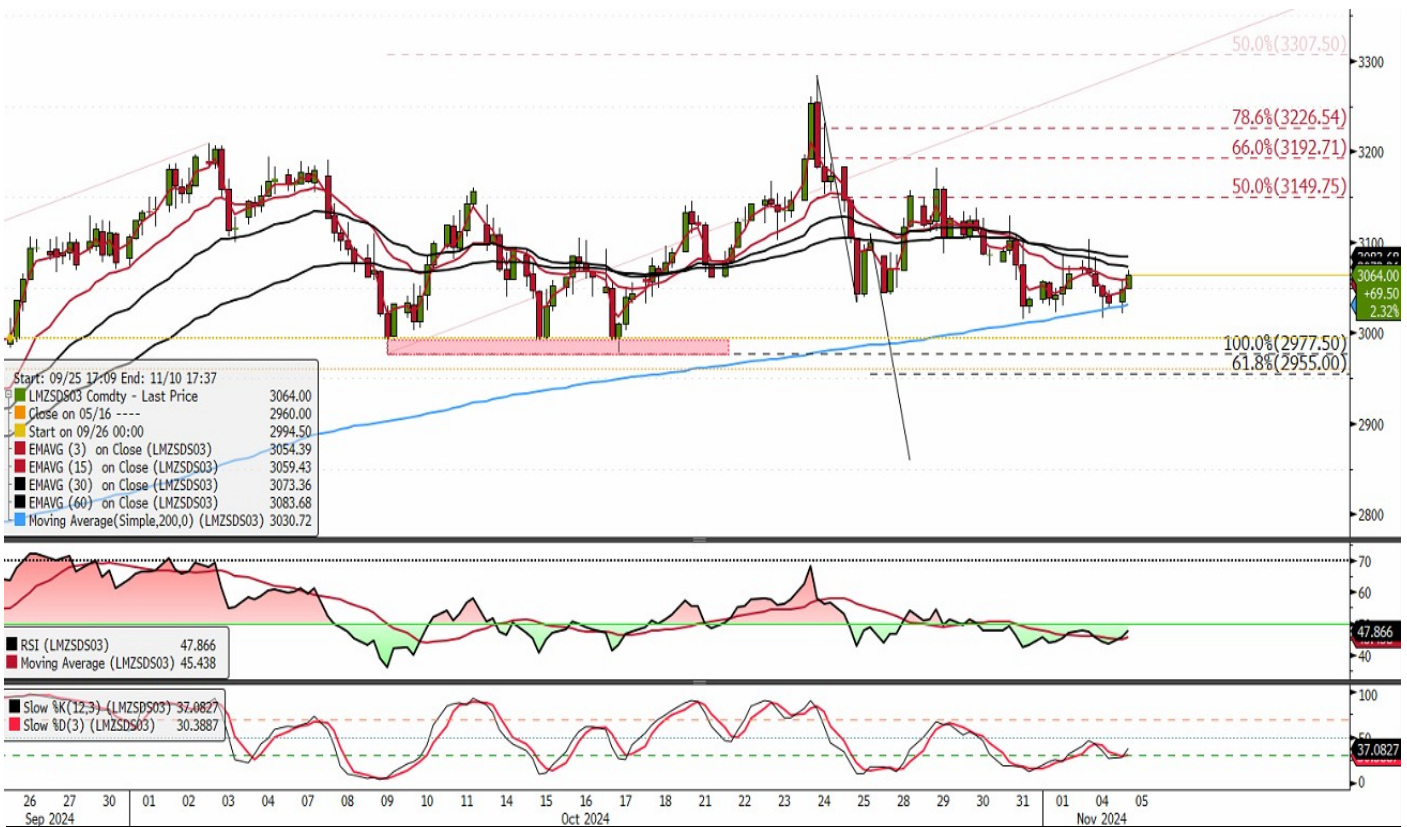 50.0%(3307.50)
3300
78.6%(3226.54)
3200
66.0%(3192.71)
50.0%(3149.75)
3100
3083.68
3064.00
+69.50
2.32%
3000
100.0%(2977.50)
61.8%(2955.00)
2900
2800
Start: 09/25 17:09 End: 11/10 17:37
LMZSDS03 Comdty - Last Price 3064.00
Close on 05/16 ---- 2960.00
Start on 09/26 00:00 2994.50
EMAVG (3) on Close (LMZSDS03) 3054.39
EMAVG (15) on Close (LMZSDS03) 3059.43
EMAVG (30) on Close (LMZSDS03) 3073.36
EMAVG (60) on Close (LMZSDS03) 3083.68
Moving Average(Simple,200,0) (LMZSDS03) 3030.72
70
60
47.866
40
RSI (LMZSDS03) 47.866
Moving Average (LMZSDS03) 45.438
100
50
37.0827
0
Slow %K(12,3) (LMZSDS03) 37.0827
Slow %D(3) (LMZSDS03) 30.3887
26 27 30 01 02 03 04 07 08 09 10 11 14 15 16 17 18 21 22 23 24 25 28 29 30 31 01 04 05
Sep 2024 Oct 2024 Nov 2024